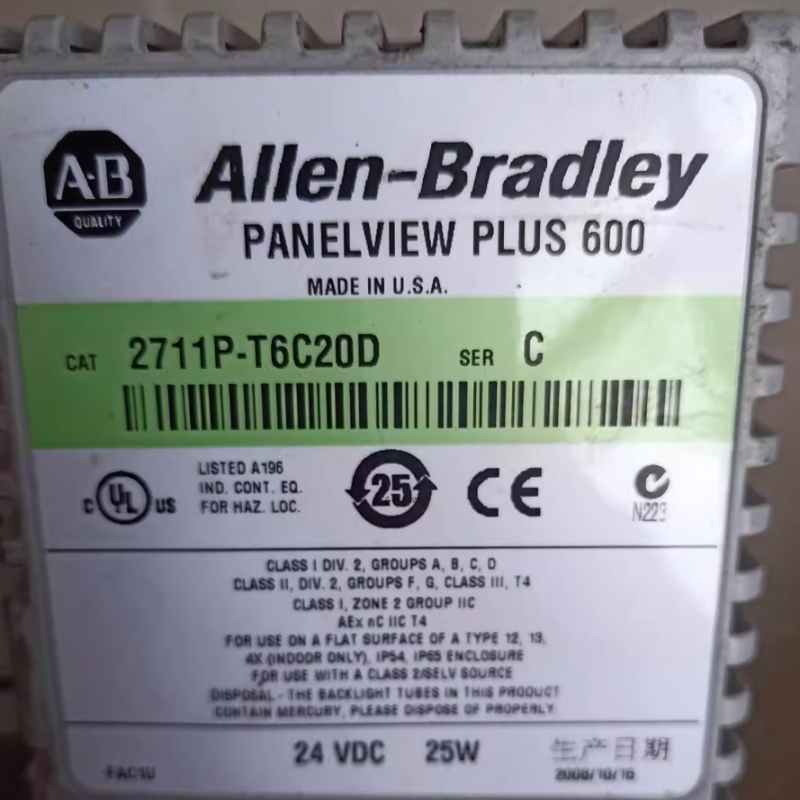 A-B
QUALITY
Allen-Bradley
PANELVIEW PLUS 600
MADE IN U.S.A.
CAT 2711P-T6C20D SER C
C UL US
LISTED A196
IND. CONT. EQ.
FOR HAZ. LOC.
25
CE
N223
CLASS I DIV. 2, GROUPS A, B, C, D
CLASS II, DIV. 2, GROUPS F, G, CLASS III, T4
CLASS I, ZONE 2 GROUP IIC
AEx nC IIC T4
FOR USE ON A FLAT SURFACE OF A TYPE 12, 13,
4X (INDOOR ONLY), IP54, IP65 ENCLOSURE
FOR USE WITH A CLASS 2/SELV SOURCE
DISPOSAL - THE BACKLIGHT TUBES IN THIS PRODUCT
CONTAIN MERCURY, PLEASE DISPOSE OF PROPERLY
24 VDC 25W 生产日期
FAC1U 2008/10/16